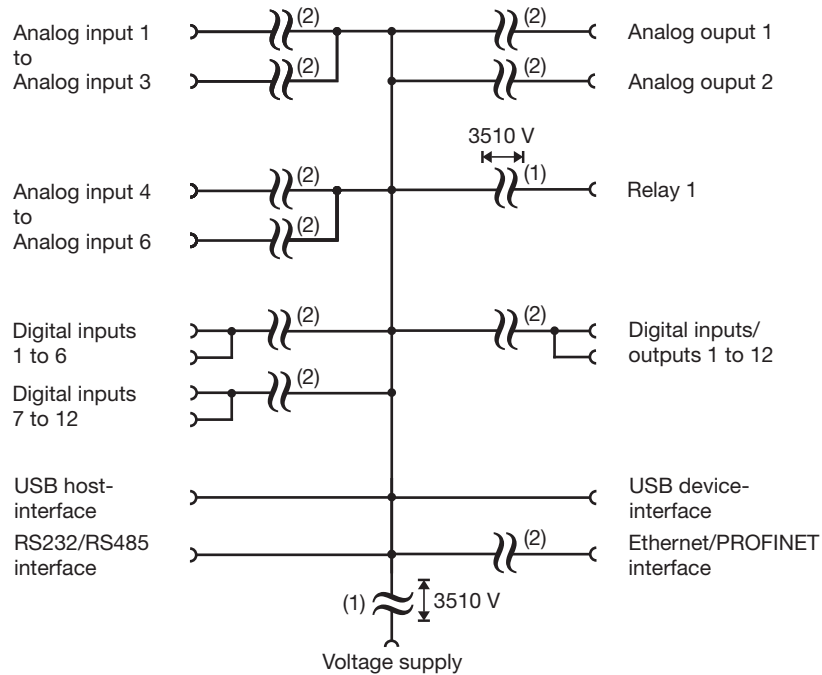 Analog input 1
to
Analog input 3
(2)
(2)
(2)
(2)
Analog ouput 1
Analog ouput 2
Analog input 4
to
Analog input 6
(2)
(2)
3510 V
(1)
Relay 1
Digital inputs
1 to 6
(2)
(2)
Digital inputs/
outputs 1 to 12
Digital inputs
7 to 12
(2)
USB host-
interface
USB device-
interface
RS232/RS485
interface
(2)
Ethernet/PROFINET
interface
(1)
3510 V
Voltage supply